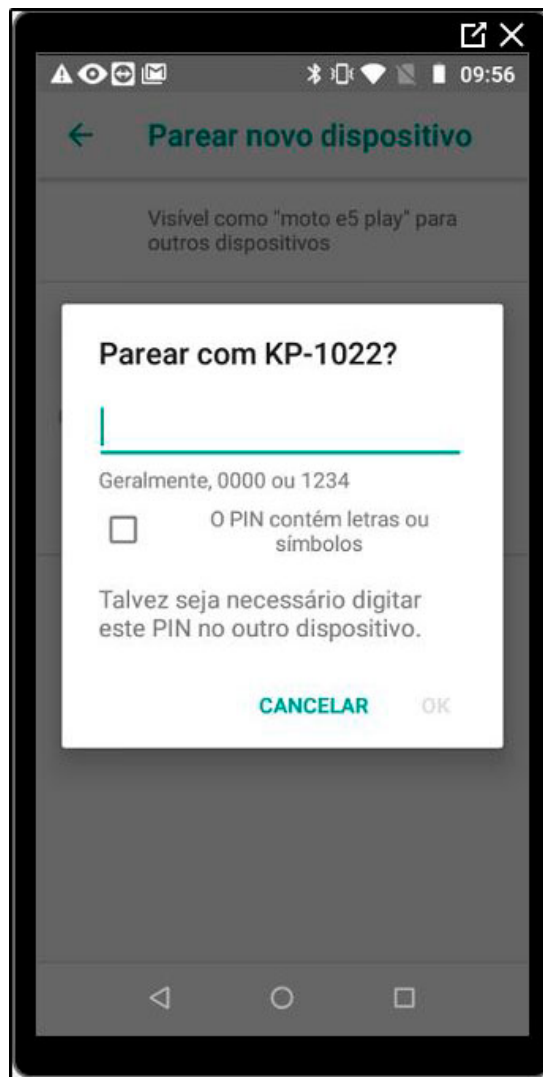 09:56
Parear novo dispositivo
Visível como "moto e5 play" para
outros dispositivos
Parear com KP-1022?
Geralmente, 0000 ou 1234
O PIN contém letras ou
símbolos
Talvez seja necessário digitar
este PIN no outro dispositivo.
CANCELAR OK